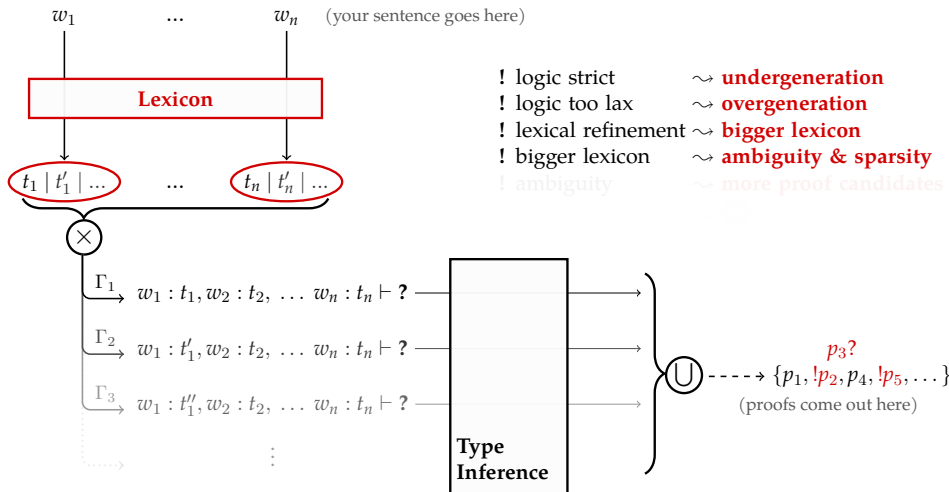 w₁ ... wₙ (your sentence goes here)
Lexicon
! logic strict ⤳ undergeneration
! logic too lax ⤳ overgeneration
! lexical refinement ⤳ bigger lexicon
! bigger lexicon ⤳ ambiguity & sparsity
! ambiguity ⤳ more proof candidates
t₁ | t′₁ | ... ... tₙ | t′ₙ | ...
×
Γ₁ w₁ : t₁, w₂ : t₂, ... wₙ : tₙ ⊢ ?
Γ₂ w₁ : t′₁, w₂ : t₂, ... wₙ : tₙ ⊢ ?
Γ₃ w₁ : t″₁, w₂ : t₂, ... wₙ : tₙ ⊢ ?
⋮
Type
Inference
⋃
p₃?
{p₁, !p₂, p₄, !p₅, ...}
(proofs come out here)